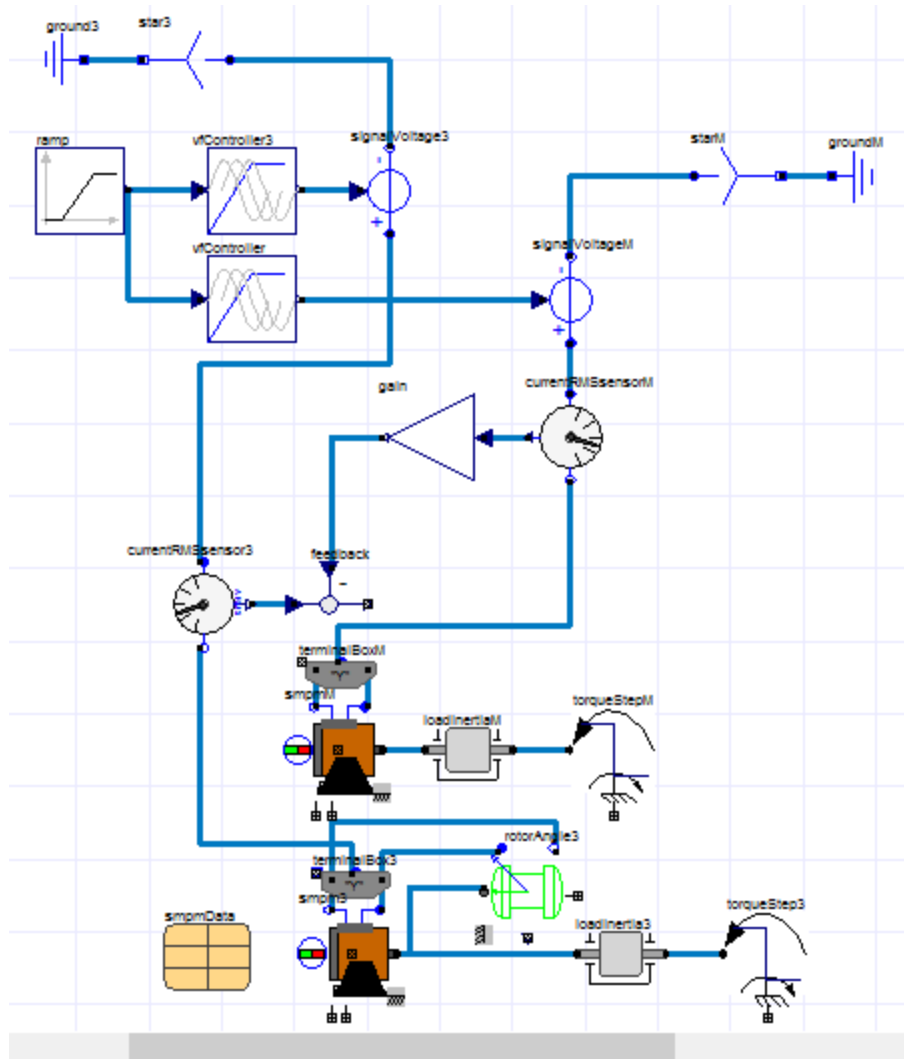 ground3
star3
ramp
vfController3
signalVoltage3
starM
groundM
-
+
vfController
signalVoltageM
-
+
gain
currentRMSsensorM
currentRMSsensor3
feedback
-
terminalBoxM
"Y"
smpmM
loadInertiaM
torqueStepM
rotorAngle3
terminalBox3
"Y"
smpm3
smpmData
loadInertia3
torqueStep3